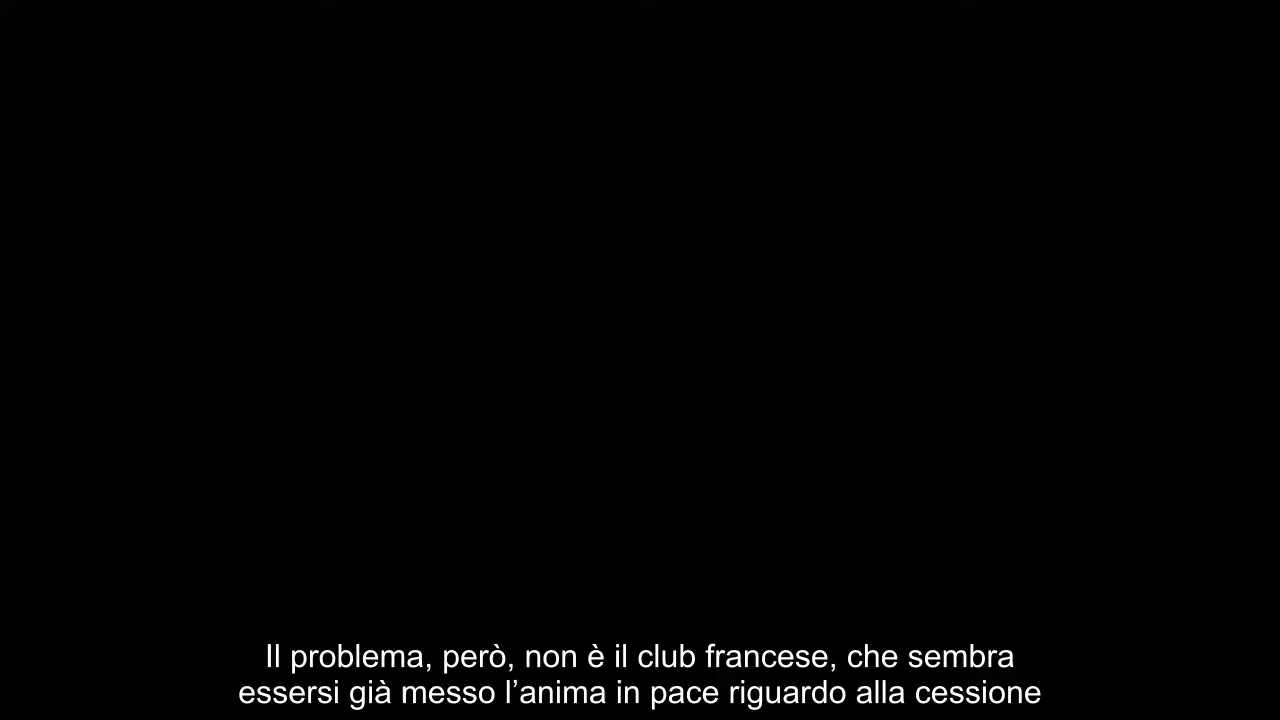 Il problema, però, non è il club francese, che sembra
essersi già messo l’anima in pace riguardo alla cessione